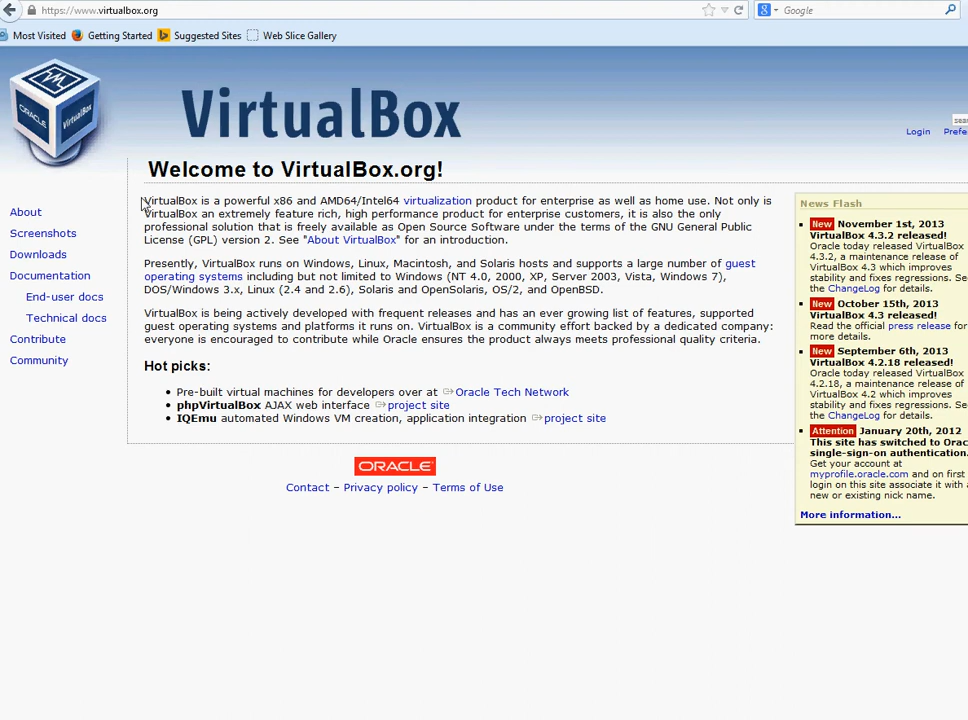 https://www.virtualbox.org
Google
Most Visited Getting Started Suggested Sites Web Slice Gallery
ORACLE VirtualBox
VirtualBox
Login
Welcome to VirtualBox.org!
About
Screenshots
Downloads
Documentation
End-user docs
Technical docs
Contribute
Community
VirtualBox is a powerful x86 and AMD64/Intel64 virtualization product for enterprise as well as home use. Not only is
VirtualBox an extremely feature rich, high performance product for enterprise customers, it is also the only
professional solution that is freely available as Open Source Software under the terms of the GNU General Public
License (GPL) version 2. See "About VirtualBox" for an introduction.
Presently, VirtualBox runs on Windows, Linux, Macintosh, and Solaris hosts and supports a large number of guest
operating systems including but not limited to Windows (NT 4.0, 2000, XP, Server 2003, Vista, Windows 7),
DOS/Windows 3.x, Linux (2.4 and 2.6), Solaris and OpenSolaris, OS/2, and OpenBSD.
VirtualBox is being actively developed with frequent releases and has an ever growing list of features, supported
guest operating systems and platforms it runs on. VirtualBox is a community effort backed by a dedicated company:
everyone is encouraged to contribute while Oracle ensures the product always meets professional quality criteria.
Hot picks:
• Pre-built virtual machines for developers over at Oracle Tech Network
• phpVirtualBox AJAX web interface project site
• IQEmu automated Windows VM creation, application integration project site
ORACLE
Contact – Privacy policy – Terms of Use
News Flash
New November 1st, 2013
VirtualBox 4.3.2 released!
Oracle today released VirtualBox
4.3.2, a maintenance release of
VirtualBox 4.3 which improves
stability and fixes regressions. Se
the ChangeLog for details.
New October 15th, 2013
VirtualBox 4.3 released!
Read the official press release for
more details.
New September 6th, 2013
VirtualBox 4.2.18 released!
Oracle today released VirtualBox
4.2.18, a maintenance release of
VirtualBox 4.2 which improves
stability and fixes regressions. Se
the ChangeLog for details.
Attention January 20th, 2012
This site has switched to Orac
single-sign-on authentication.
Get your account at
myprofile.oracle.com and on first
login on this site associate it with a
new or existing nick name.
More information...